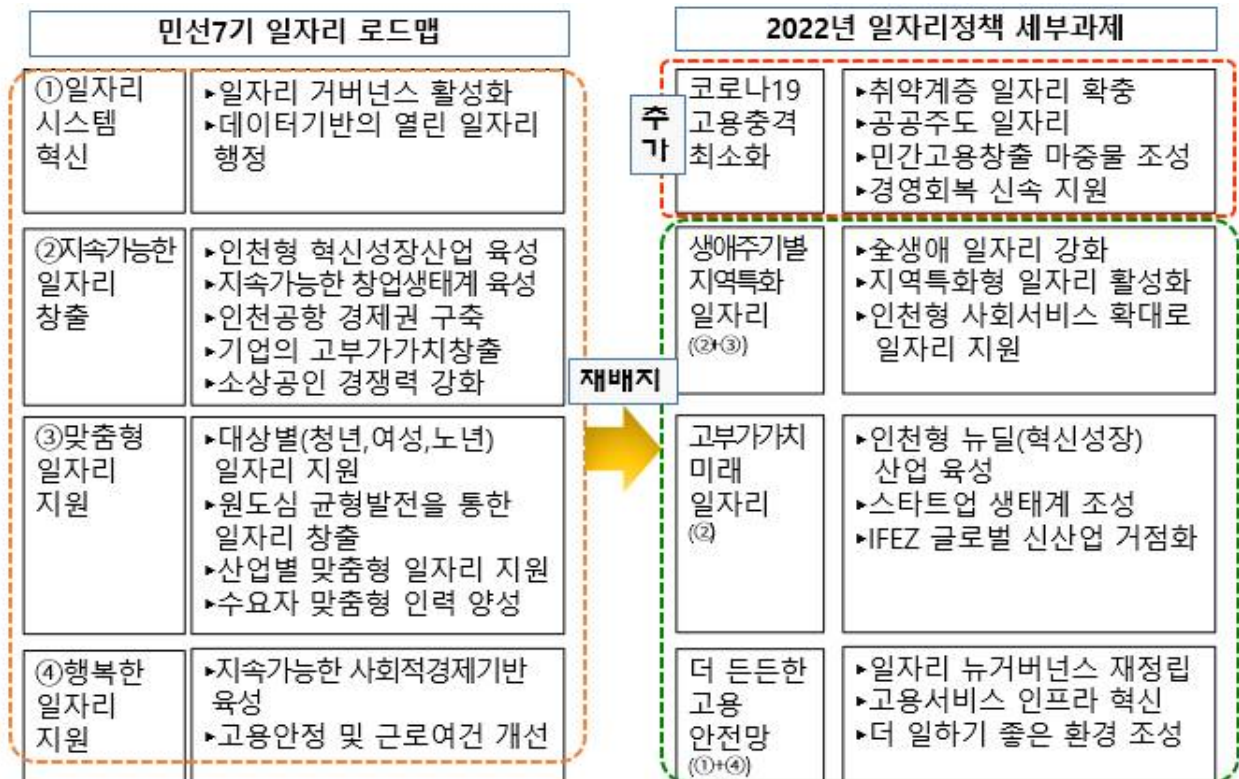 민선7기 일자리 로드맵
①일자리
시스템
혁신
▸일자리 거버넌스 활성화
▸데이터기반의 열린 일자리
행정
②지속가능한
일자리
창출
▸인천형 혁신성장산업 육성
▸지속가능한 창업생태계 육성
▸인천공항 경제권 구축
▸기업의 고부가가치창출
▸소상공인 경쟁력 강화
③맞춤형
일자리
지원
▸대상별(청년,여성,노년)
일자리 지원
▸원도심 균형발전을 통한
일자리 창출
▸산업별 맞춤형 일자리 지원
▸수요자 맞춤형 인력 양성
④행복한
일자리
지원
▸지속가능한 사회적경제기반
육성
▸고용안정 및 근로여건 개선
재배지
2022년 일자리정책 세부과제
추
가
코로나19
고용충격
최소화
▸취약계층 일자리 확충
▸공공주도 일자리
▸민간고용창출 마중물 조성
▸경영회복 신속 지원
생애주기별
지역특화
일자리
(②+③)
▸全생애 일자리 강화
▸지역특화형 일자리 활성화
▸인천형 사회서비스 확대로
일자리 지원
고부가가치
미래
일자리
(②)
▸인천형 뉴딜(혁신성장)
산업 육성
▸스타트업 생태계 조성
▸IFEZ 글로벌 신산업 거점화
더 든든한
고용
안전망
(①+④)
▸일자리 뉴거버넌스 재정립
▸고용서비스 인프라 혁신
▸더 일하기 좋은 환경 조성